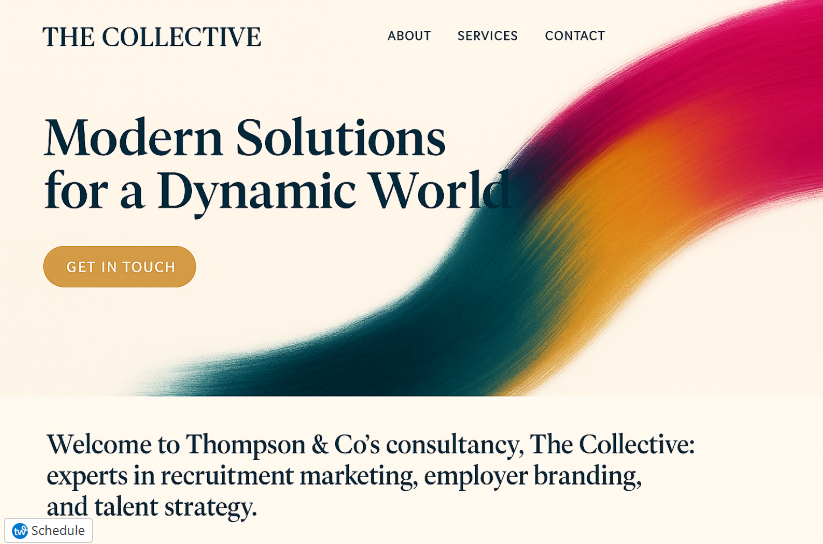 THE COLLECTIVE
ABOUT SERVICES CONTACT
Modern Solutions
for a Dynamic World
GET IN TOUCH
Welcome to Thompson & Co’s consultancy, The Collective:
experts in recruitment marketing, employer branding,
and talent strategy.
tw Schedule